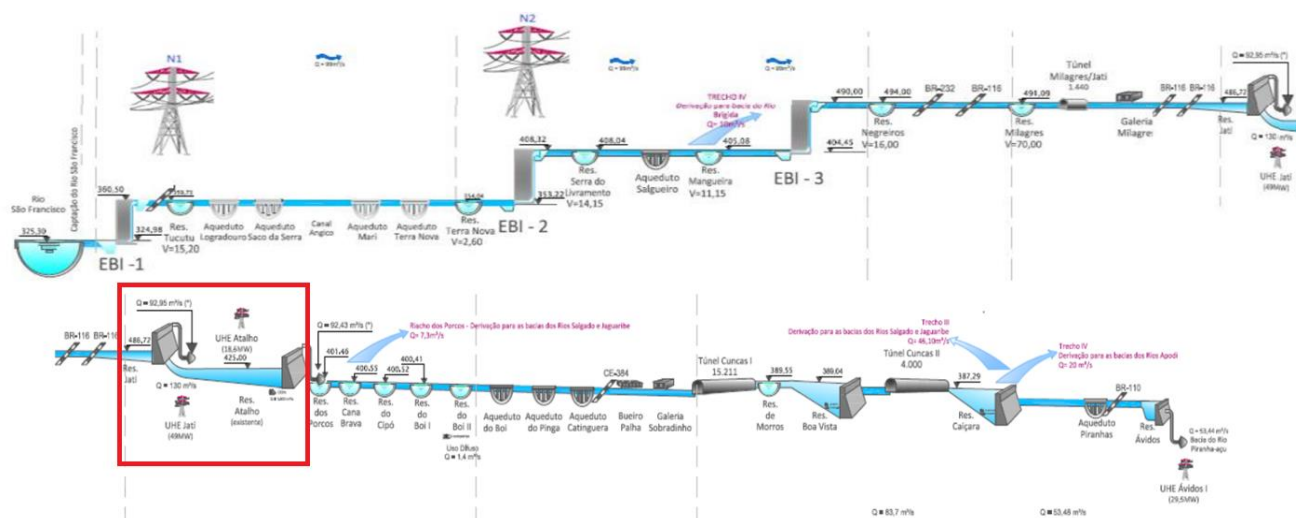 N1
N2
Q = 99m³/s
Q = 99m³/s
Q = 89m³/s
TRECHO IV
Derivação para bacia do Rio
Brigida
Q= 10m³/s
Rio
São Francisco
325,30
Captação do Rio São Francisco
360,50
324,98
EBI -1
Res.
Tucutu
V=15,20
Aqueduto
Logradouro
Aqueduto
Saco da Serra
Canal
Angico
Aqueduto
Mari
Aqueduto
Terra Nova
Res.
Terra Nova
V=2,60
408,32
353,22
EBI - 2
408,04
Res.
Serra do
Livramento
V=14,15
Aqueduto
Salgueiro
405,08
Res.
Mangueira
V=11,15
EBI - 3
490,60
404,45
494,00
Res.
Negreiros
V=16,00
BR-232
BR-116
491,09
Res.
Milagres
V=70,00
Túnel
Milagres/Jati
1.440
Galeria
Milagres
BR-116
BR-116
486,72
Res.
Jati
Q = 92,95 m³/s (*)
Q = 130 m³/s
UHE Jati
(49MW)
BR-116
BR-116
486,72
Res.
Jati
Q = 92,95 m³/s (*)
Q = 130 m³/s
UHE Jati
(49MW)
UHE Atalho
(18,6MW)
425,00
Res.
Atalho
(existente)
Q = 92,43 m³/s (*)
401,46
Riacho dos Porcos - Derivação para as bacias dos Rios Salgado e Jaguaribe
Q= 7,3m³/s
Res.
dos
Porcos
400,55
Res.
Cana
Brava
400,52
Res.
do
Cipó
400,41
Res.
do
Boi I
Res.
do
Boi II
Uso Difuso
Q = 1,4 m³/s
Aqueduto
do Boi
Aqueduto
do Pinga
Aqueduto
Catinguera
CE-384
Bueiro
Palha
Galeria
Sobradinho
Túnel Cuncas I
15.211
389,55
Res.
de
Morros
389,04
Res.
Boa Vista
Trecho III
Derivação para as bacias dos Rios Salgado e Jaguaribe
Q= 46,10m³/s
Túnel Cuncas II
4.000
387,29
Res.
Caiçara
Trecho IV
Derivação para as bacias dos Rios Apodi
Q= 20 m³/s
Aqueduto
Piranhas
BR-110
Res.
Ávidos
Q = 53,44 m³/s
Bacia do Rio
Piranha-açu
UHE Ávidos I
(29,5MW)
Q = 83,7 m³/s
Q = 53,48 m³/s